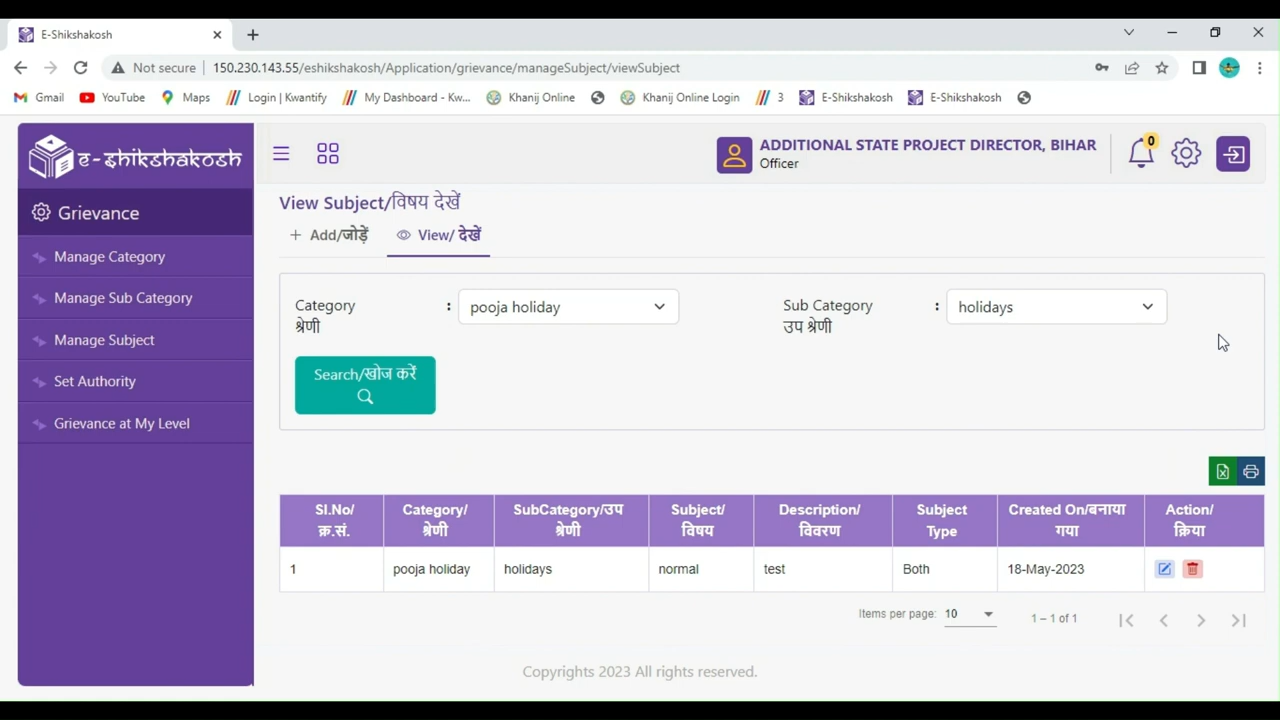 E-Shikshakosh
Not secure 150.230.143.55/eshikshakosh/Application/grievance/manageSubject/viewSubject
Gmail YouTube Maps Login | Kwantify My Dashboard - Kw... Khanij Online Khanij Online Login 3 E-Shikshakosh E-Shikshakosh
e-shikshakosh
ADDITIONAL STATE PROJECT DIRECTOR, BIHAR
Officer
0
Grievance
Manage Category
Manage Sub Category
Manage Subject
Set Authority
Grievance at My Level
View Subject/विषय देखें
+ Add/जोड़ें View/ देखें
Category : pooja holiday Sub Category : holidays
श्रेणी उप श्रेणी
Search/खोज करें
Sl.No/ Category/ SubCategory/उप Subject/ Description/ Subject Created On/बनाया Action/
क्र.सं. श्रेणी श्रेणी विषय विवरण Type गया क्रिया
1 pooja holiday holidays normal test Both 18-May-2023
Items per page: 10 1 – 1 of 1
Copyrights 2023 All rights reserved.